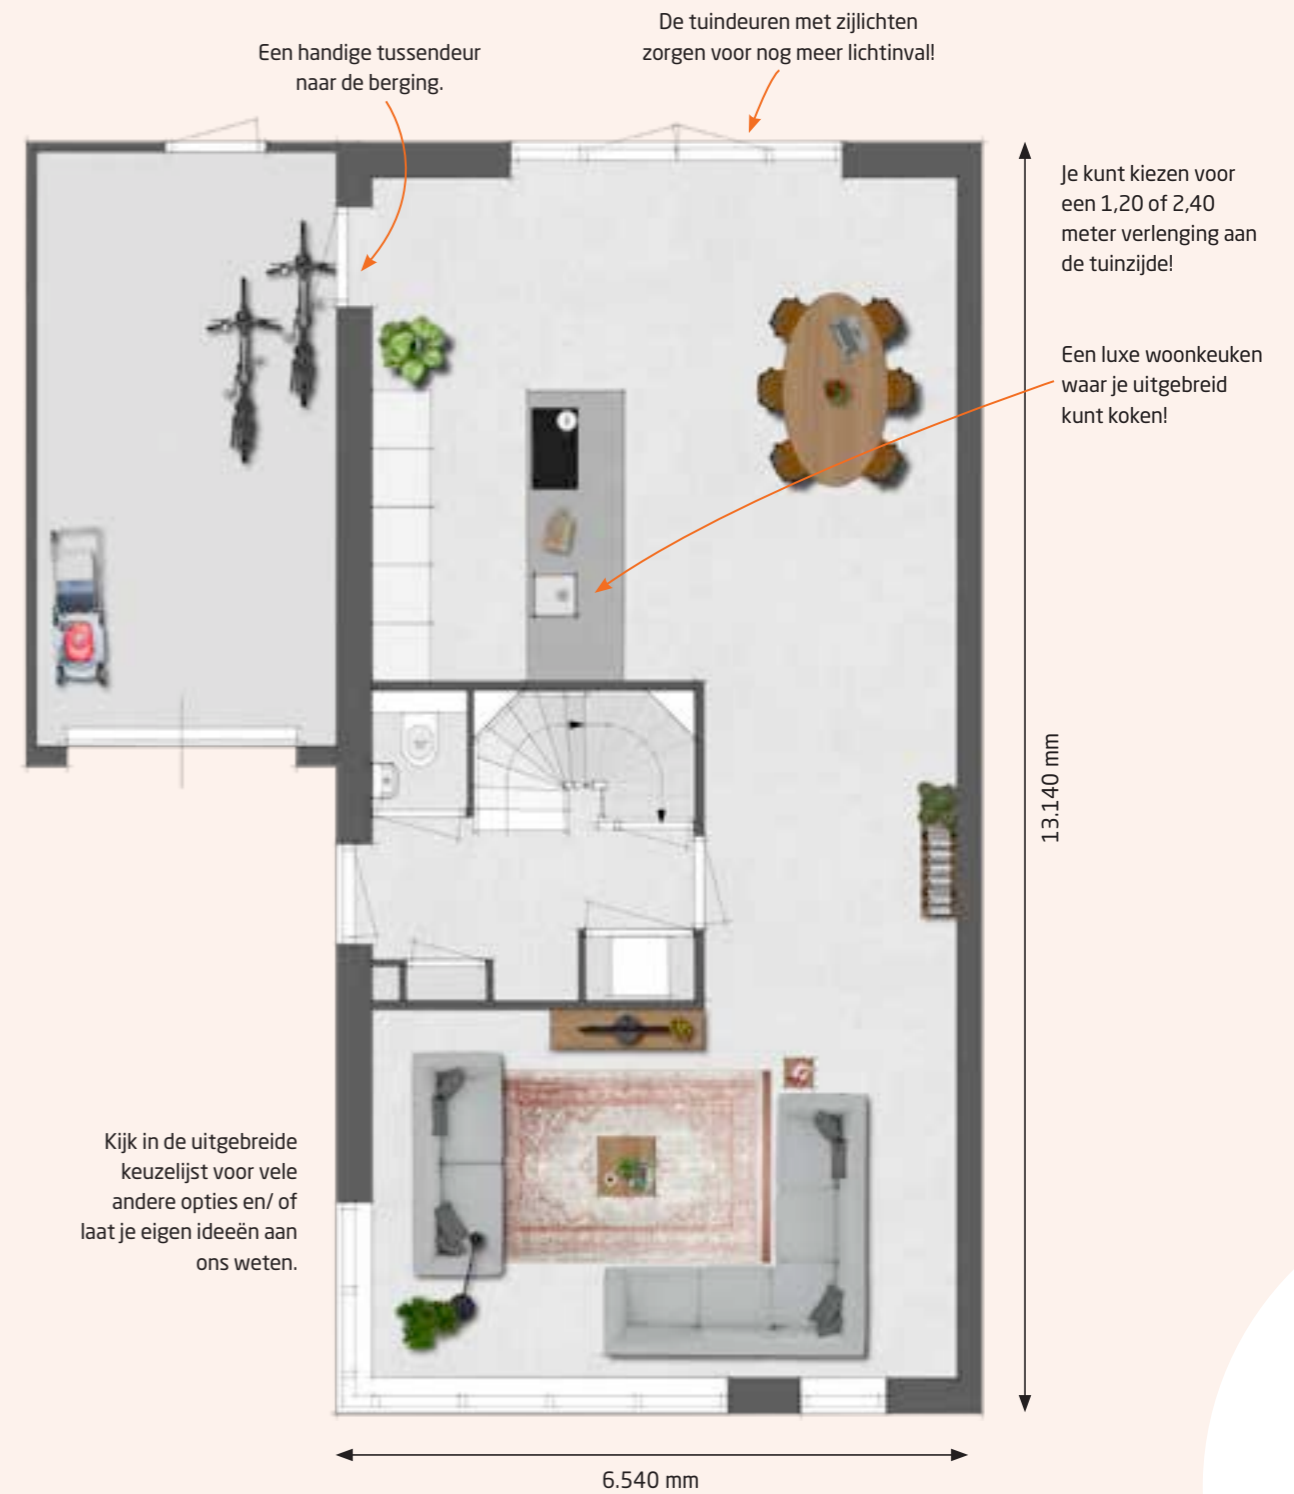 De tuindeuren met zijlichten
zorgen voor nog meer lichtinval!
Een handige tussendeur
naar de berging.
Je kunt kiezen voor
een 1,20 of 2,40
meter verlenging aan
de tuinzijde!
Een luxe woonkeuken
waar je uitgebreid
kunt koken!
13.140 mm
Kijk in de uitgebreide
keuzelijst voor vele
andere opties en/ of
laat je eigen ideeën aan
ons weten.
6.540 mm